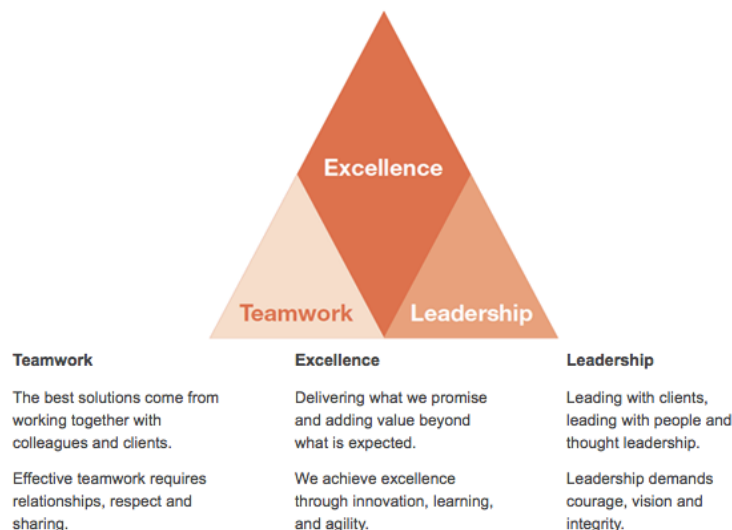 Excellence
Teamwork
Leadership
Teamwork
The best solutions come from
working together with
colleagues and clients.
Effective teamwork requires
relationships, respect and
sharing.
Excellence
Delivering what we promise
and adding value beyond
what is expected.
We achieve excellence
through innovation, learning,
and agility.
Leadership
Leading with clients,
leading with people and
thought leadership.
Leadership demands
courage, vision and
integrity.